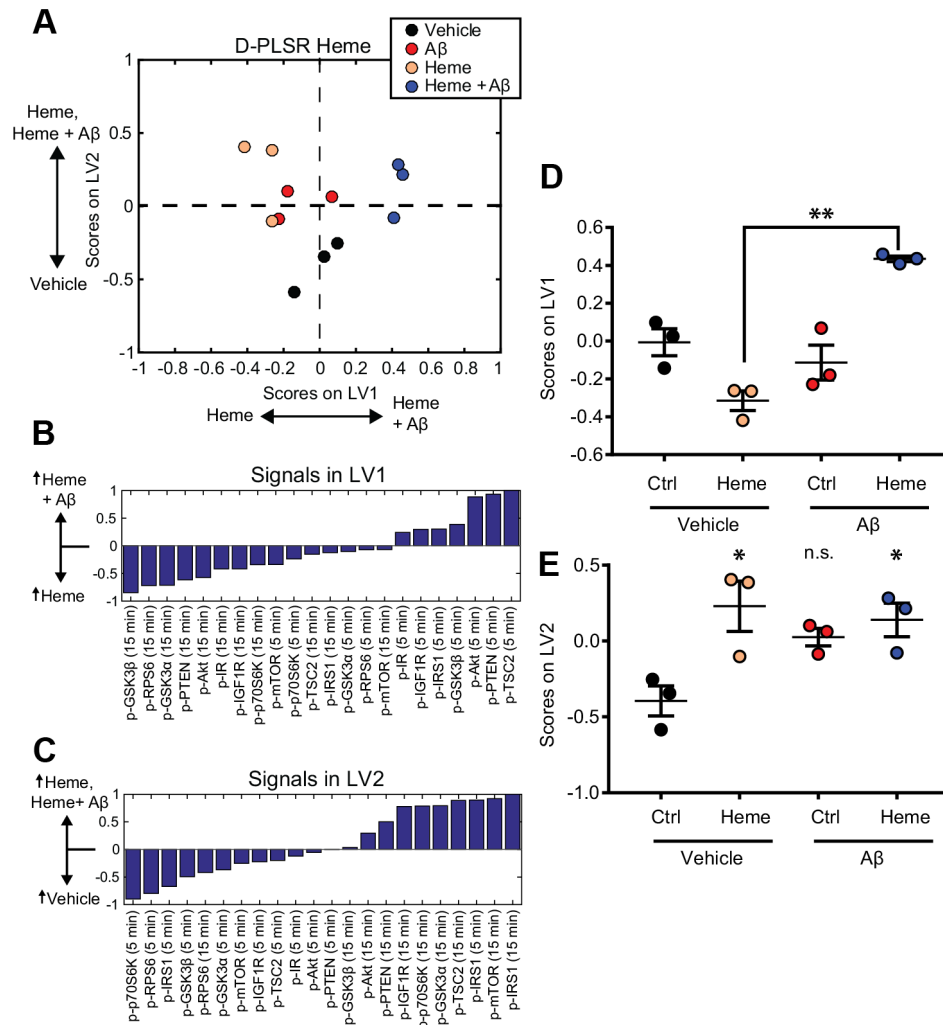 A
D-PLSR Heme
Vehicle
Aβ
Heme
Heme + Aβ
Heme,
Heme + Aβ
Vehicle
Scores on LV2
1
0.5
0
-0.5
-1
-1 -0.8 -0.6 -0.4 -0.2 0 0.2 0.4 0.6 0.8 1
Scores on LV1
Heme
Heme
+ Aβ
B
Signals in LV1
↑Heme
+ Aβ
↑Heme
1
0.5
0
-0.5
-1
p-GSK3β (15 min)
p-RPS6 (15 min)
p-GSK3α (15 min)
p-PTEN (15 min)
p-Akt (15 min)
p-IR (15 min)
p-IGF1R (15 min)
p-p70S6K (15 min)
p-mTOR (5 min)
p-p70S6K (5 min)
p-TSC2 (15 min)
p-IRS1 (15 min)
p-GSK3α (5 min)
p-RPS6 (5 min)
p-mTOR (15 min)
p-IR (5 min)
p-IGF1R (5 min)
p-IRS1 (5 min)
p-GSK3β (5 min)
p-Akt (5 min)
p-PTEN (5 min)
p-TSC2 (5 min)
C
Signals in LV2
↑Heme,
Heme+ Aβ
↑Vehicle
1
0.5
0
-0.5
-1
p-p70S6K (5 min)
p-RPS6 (5 min)
p-IRS1 (5 min)
p-GSK3β (5 min)
p-RPS6 (15 min)
p-GSK3α (5 min)
p-mTOR (5 min)
p-IGF1R (5 min)
p-TSC2 (5 min)
p-IR (5 min)
p-Akt (5 min)
p-PTEN (5 min)
p-GSK3β (15 min)
p-Akt (15 min)
p-PTEN (15 min)
p-IGF1R (15 min)
p-p70S6K (15 min)
p-GSK3α (15 min)
p-TSC2 (15 min)
p-IRS1 (15 min)
p-mTOR (15 min)
p-IRS1 (15 min)
D
**
Scores on LV1
0.6
0.4
0.2
0.0
-0.2
-0.4
-0.6
Ctrl Heme Ctrl Heme
Vehicle Aβ
E
* n.s. *
Scores on LV2
0.5
0.0
-0.5
-1.0
Ctrl Heme Ctrl Heme
Vehicle Aβ